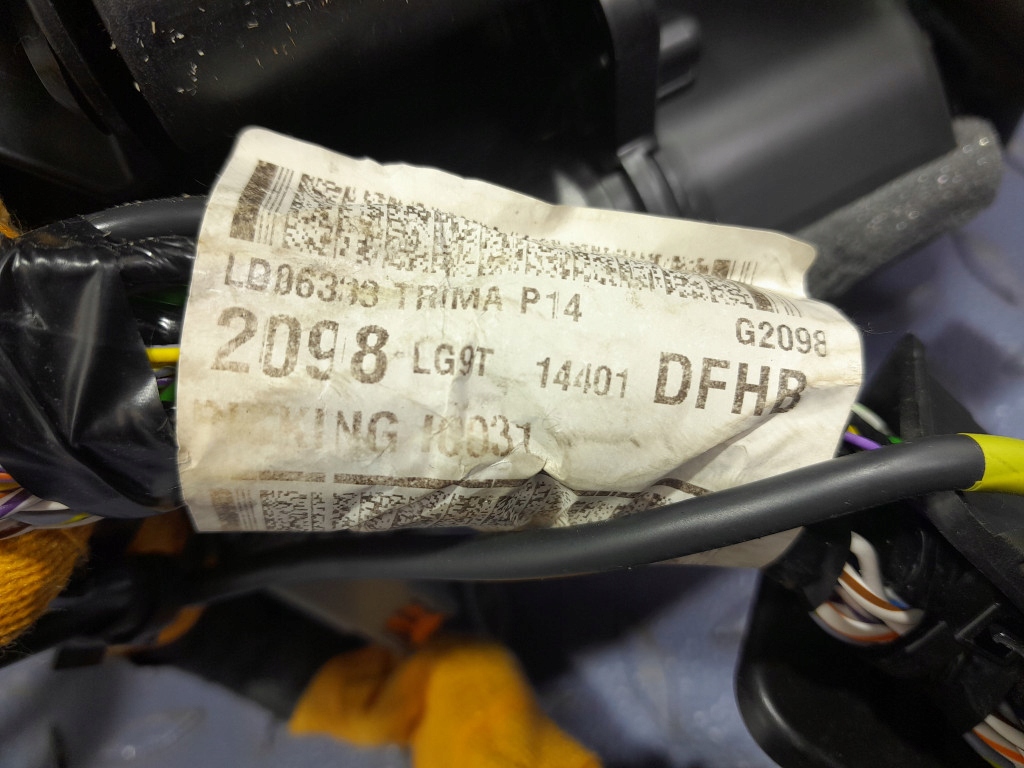 LD06333 TRIMA P14
G2098
2098 LG9T 14401 DFHB